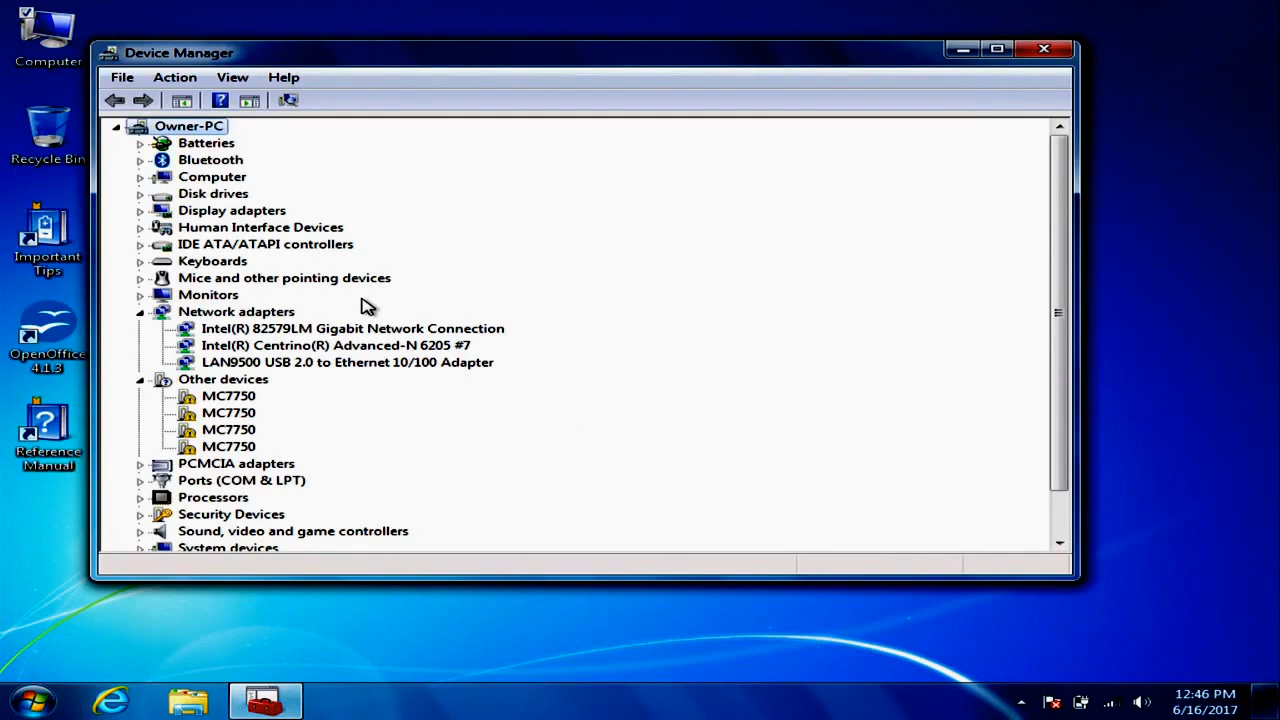 Computer
Recycle Bin
Important
Tips
OpenOffice
4.1.3
Reference
Manual
Device Manager
File Action View Help
Owner-PC
Batteries
Bluetooth
Computer
Disk drives
Display adapters
Human Interface Devices
IDE ATA/ATAPI controllers
Keyboards
Mice and other pointing devices
Monitors
Network adapters
Intel(R) 82579LM Gigabit Network Connection
Intel(R) Centrino(R) Advanced-N 6205 #7
LAN9500 USB 2.0 to Ethernet 10/100 Adapter
Other devices
MC7750
MC7750
MC7750
MC7750
PCMCIA adapters
Ports (COM & LPT)
Processors
Security Devices
Sound, video and game controllers
System devices
12:46 PM
6/16/2017